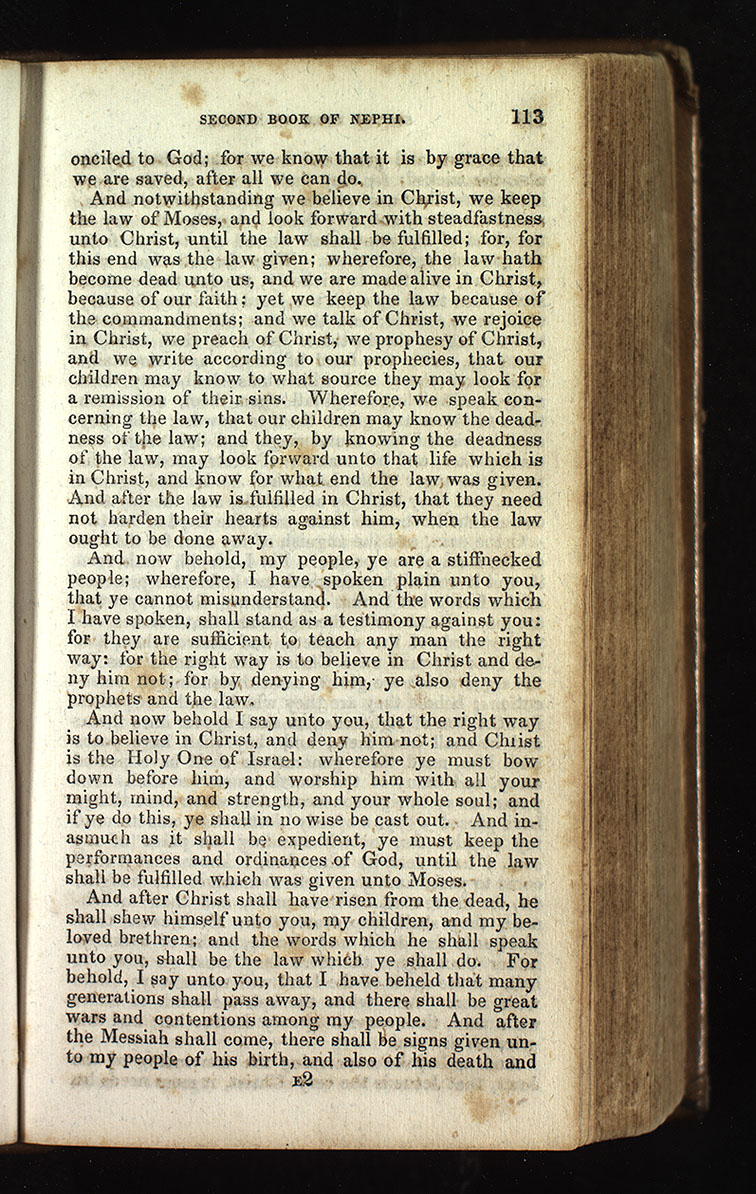 SECOND BOOK OF NEPHI. 113
onciled to God; for we know that it is by grace that
we are saved, after all we can do.
And notwithstanding we believe in Christ, we keep
the law of Moses, and look forward with steadfastness
unto Christ, until the law shall be fulfilled; for, for
this end was the law given; wherefore, the law hath
become dead unto us, and we are made alive in Christ,
because of our faith; yet we keep the law because of
the commandments; and we talk of Christ, we rejoice
in Christ, we preach of Christ, we prophesy of Christ,
and we write according to our prophecies, that our
children may know to what source they may look for
a remission of their sins. Wherefore, we speak con-
cerning the law, that our children may know the dead-
ness of the law; and they, by knowing the deadness
of the law, may look forward unto that life which is
in Christ, and know for what end the law was given.
And after the law is fulfilled in Christ, that they need
not harden their hearts against him, when the law
ought to be done away.
And now behold, my people, ye are a stiffnecked
people; wherefore, I have spoken plain unto you,
that ye cannot misunderstand. And the words which
I have spoken, shall stand as a testimony against you:
for they are sufficient to teach any man the right
way: for the right way is to believe in Christ and de-
ny him not; for by denying him, ye also deny the
prophets and the law.
And now behold I say unto you, that the right way
is to believe in Christ, and deny him not; and Christ
is the Holy One of Israel: wherefore ye must bow
down before him, and worship him with all your
might, mind, and strength, and your whole soul; and
if ye do this, ye shall in no wise be cast out. And in-
asmuch as it shall be expedient, ye must keep the
performances and ordinances of God, until the law
shall be fulfilled which was given unto Moses.
And after Christ shall have risen from the dead, he
shall shew himself unto you, my children, and my be-
loved brethren; and the words which he shall speak
unto you, shall be the law which ye shall do. For
behold, I say unto you, that I have beheld that many
generations shall pass away, and there shall be great
wars and contentions among my people. And after
the Messiah shall come, there shall be signs given un-
to my people of his birth, and also of his death and
E2